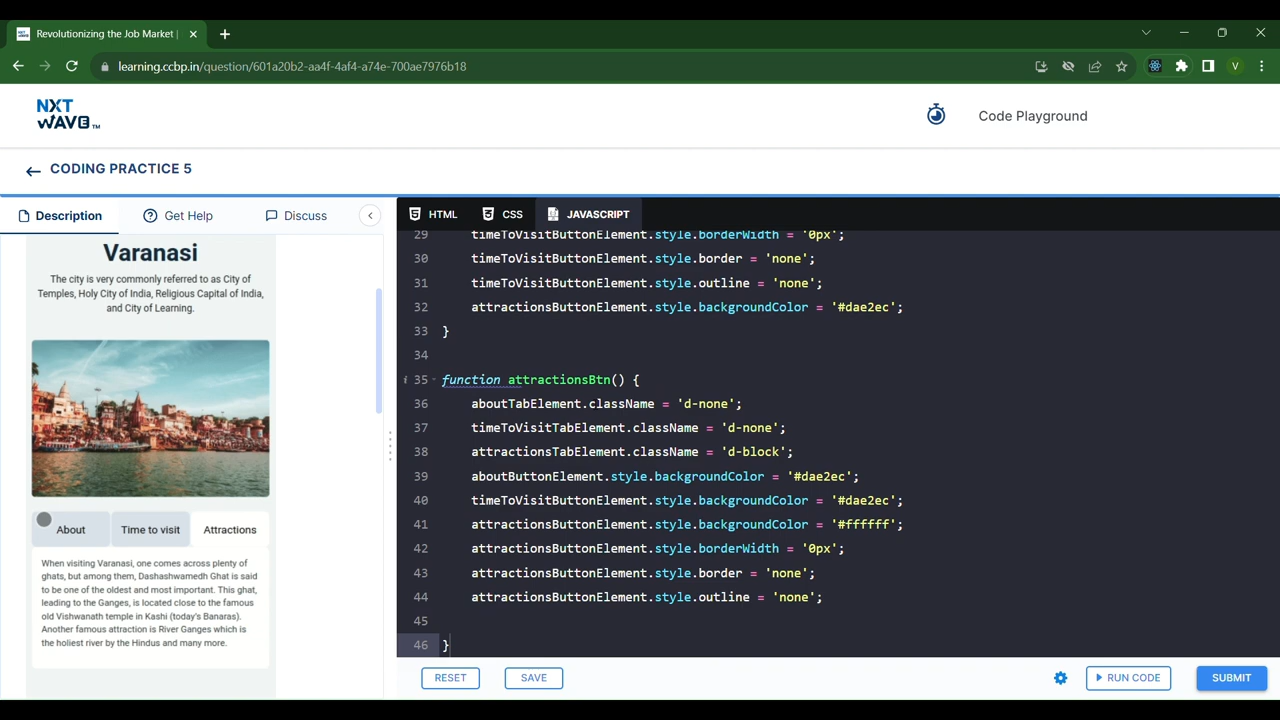 Revolutionizing the Job Market |
learning.ccbp.in/question/601a20b2-aa4f-4af4-a74e-700ae7976b18
V
NXT
WAVE TM
Code Playground
CODING PRACTICE 5
Description
Get Help
Discuss
HTML
CSS
JAVASCRIPT
Varanasi
The city is very commonly referred to as City of
Temples, Holy City of India, Religious Capital of India,
and City of Learning.
About
Time to visit
Attractions
When visiting Varanasi, one comes across plenty of
ghats, but among them, Dashashwamedh Ghat is said
to be one of the oldest and most important. This ghat,
leading to the Ganges, is located close to the famous
old Vishwanath temple in Kashi (today's Banaras).
Another famous attraction is River Ganges which is
the holiest river by the Hindus and many more.
29 timeToVisitButtonElement.style.borderWidth = '0px';
30 timeToVisitButtonElement.style.border = 'none';
31 timeToVisitButtonElement.style.outline = 'none';
32 attractionsButtonElement.style.backgroundColor = '#dae2ec';
33 }
34
i 35 function attractionsBtn() {
36 aboutTabElement.className = 'd-none';
37 timeToVisitTabElement.className = 'd-none';
38 attractionsTabElement.className = 'd-block';
39 aboutButtonElement.style.backgroundColor = '#dae2ec';
40 timeToVisitButtonElement.style.backgroundColor = '#dae2ec';
41 attractionsButtonElement.style.backgroundColor = '#ffffff';
42 attractionsButtonElement.style.borderWidth = '0px';
43 attractionsButtonElement.style.border = 'none';
44 attractionsButtonElement.style.outline = 'none';
45
46 }
RESET
SAVE
RUN CODE
SUBMIT